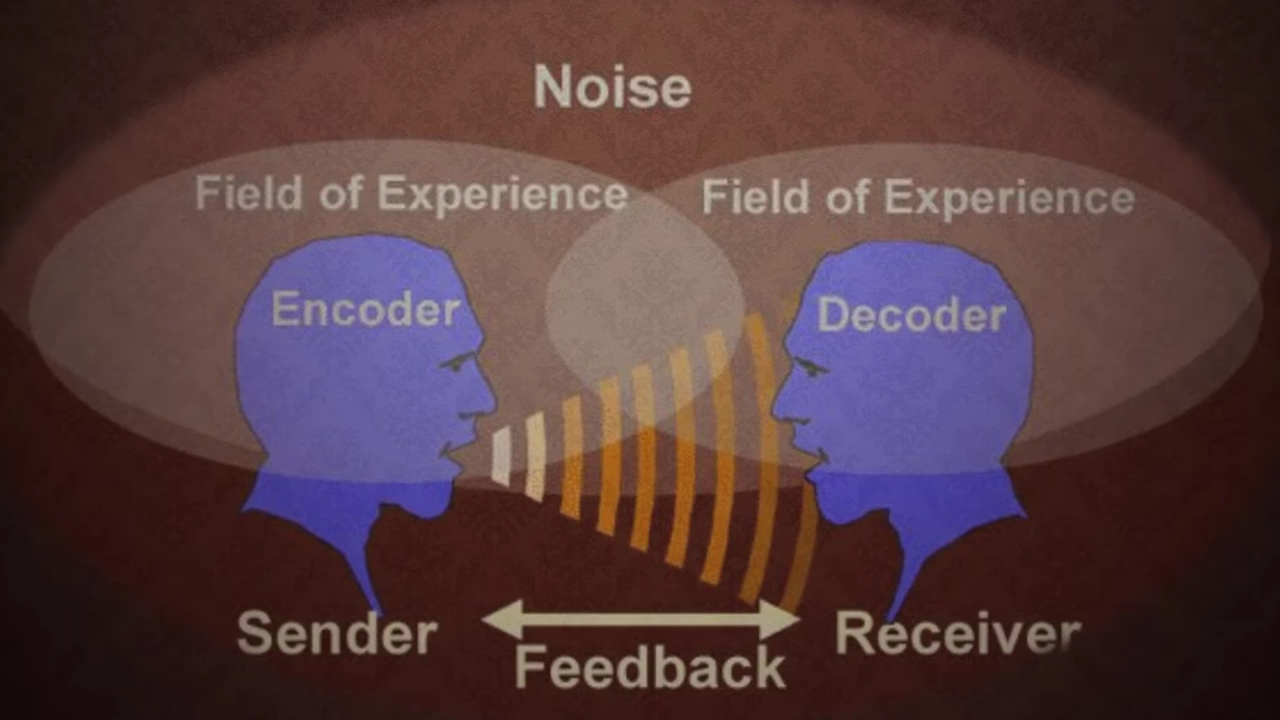 Noise
Field of Experience
Field of Experience
Encoder
Decoder
Sender
Receiver
Feedback